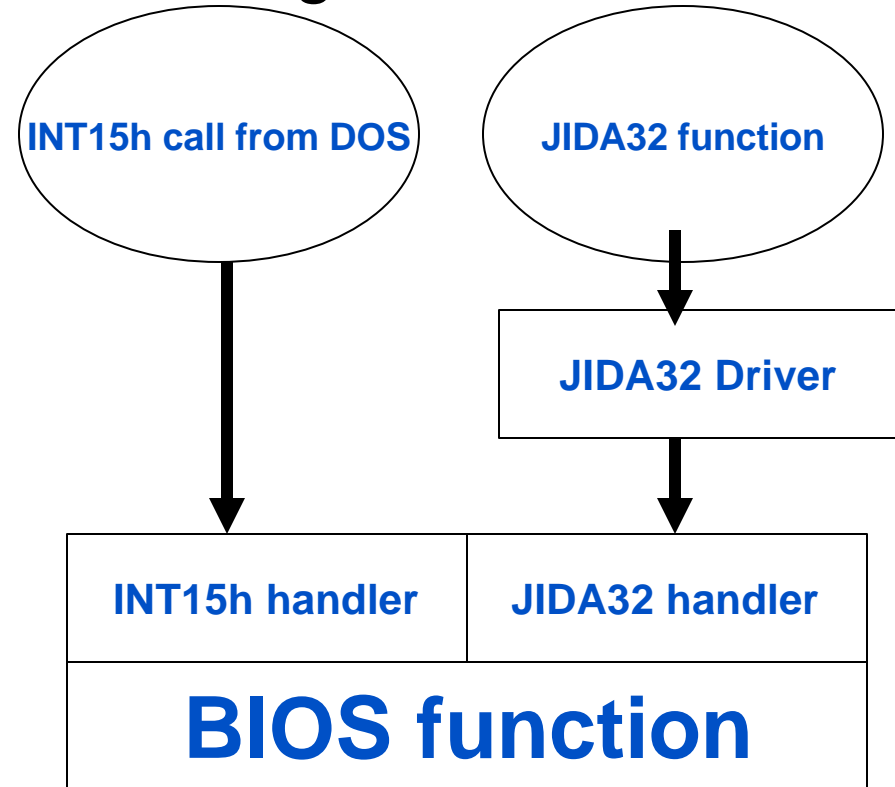 INT15h call from DOS
JIDA32 function
JIDA32 Driver
INT15h handler
JIDA32 handler
BIOS function